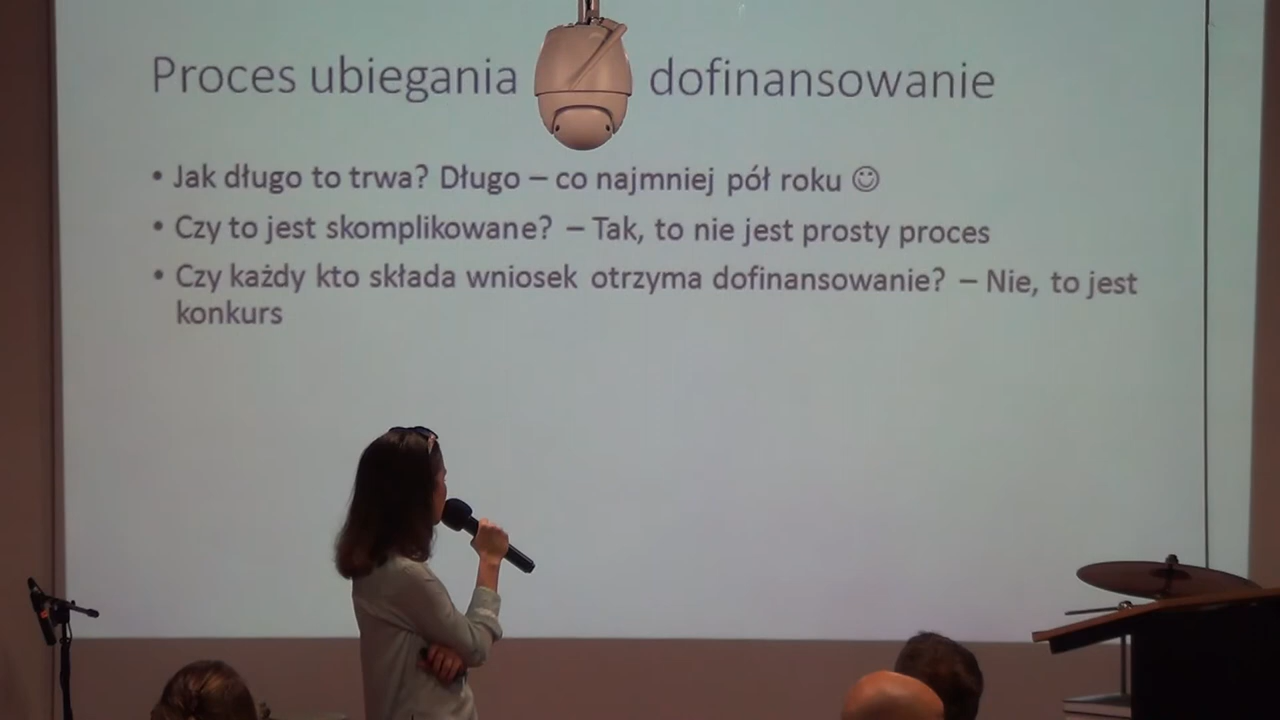 Proces ubiegania dofinansowanie
• Jak długo to trwa? Długo – co najmniej pół roku ☺
• Czy to jest skomplikowane? – Tak, to nie jest prosty proces
• Czy każdy kto składa wniosek otrzyma dofinansowanie? – Nie, to jest
konkurs